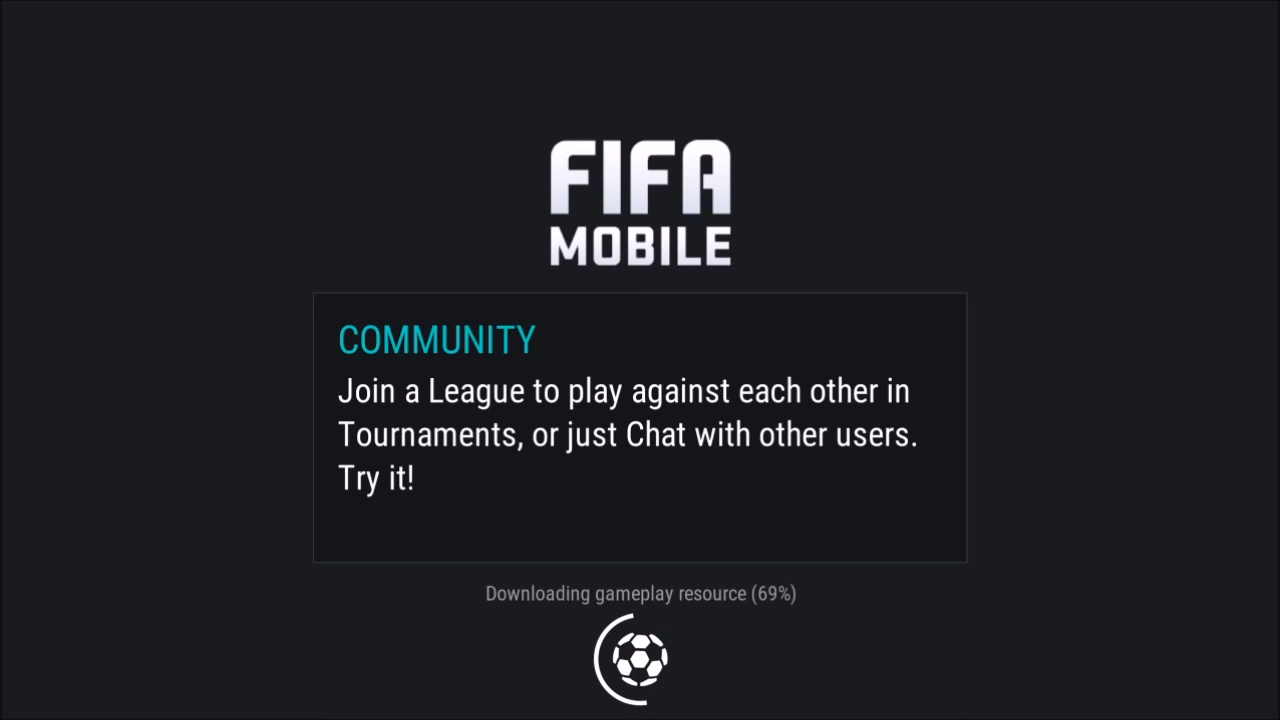 FIFA
MOBILE
COMMUNITY
Join a League to play against each other in
Tournaments, or just Chat with other users.
Try it!
Downloading gameplay resource (69%)